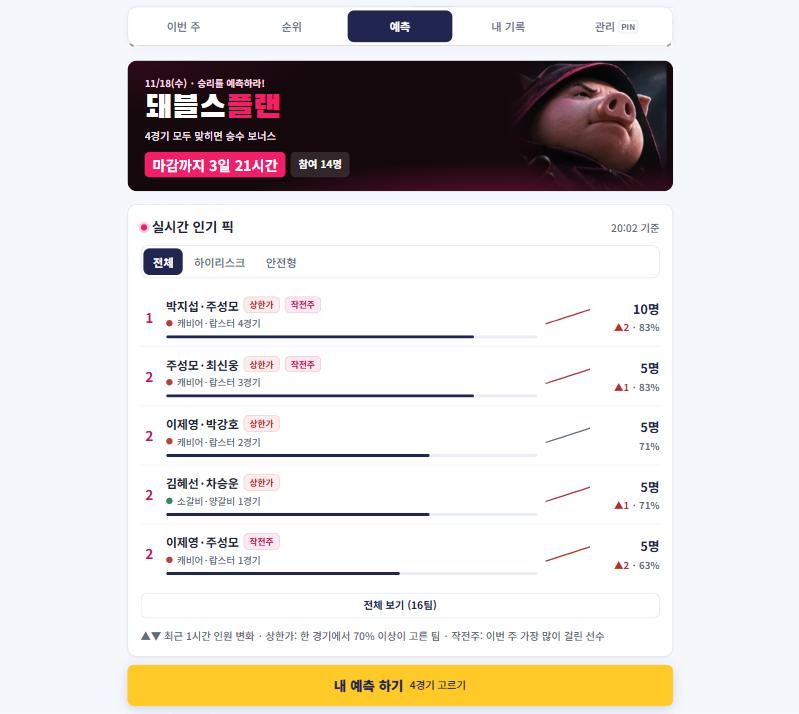 이번 주 순위 예측 내 기록 관리 PIN
11/18(수) · 승리를 예측하라!
돼블스플랜
4경기 모두 맞히면 승수 보너스
마감까지 3일 21시간 참여 14명
실시간 인기 픽 20:02 기준
전체 하이리스크 안전형
1 박지섭·주성모 상한가 작전주 10명
캐비어·랍스터 4경기 ▲2 · 83%
2 주성모·최신웅 상한가 작전주 5명
캐비어·랍스터 3경기 ▲1 · 83%
2 이제영·박강호 상한가 5명
캐비어·랍스터 2경기 71%
2 김혜선·차승운 상한가 5명
소갈비·양갈비 1경기 ▲1 · 71%
2 이제영·주성모 작전주 5명
캐비어·랍스터 1경기 ▲2 · 63%
전체 보기 (16팀)
▲▼ 최근 1시간 인원 변화 · 상한가: 한 경기에서 70% 이상이 고른 팀 · 작전주: 이번 주 가장 많이 걸린 선수
내 예측 하기 4경기 고르기